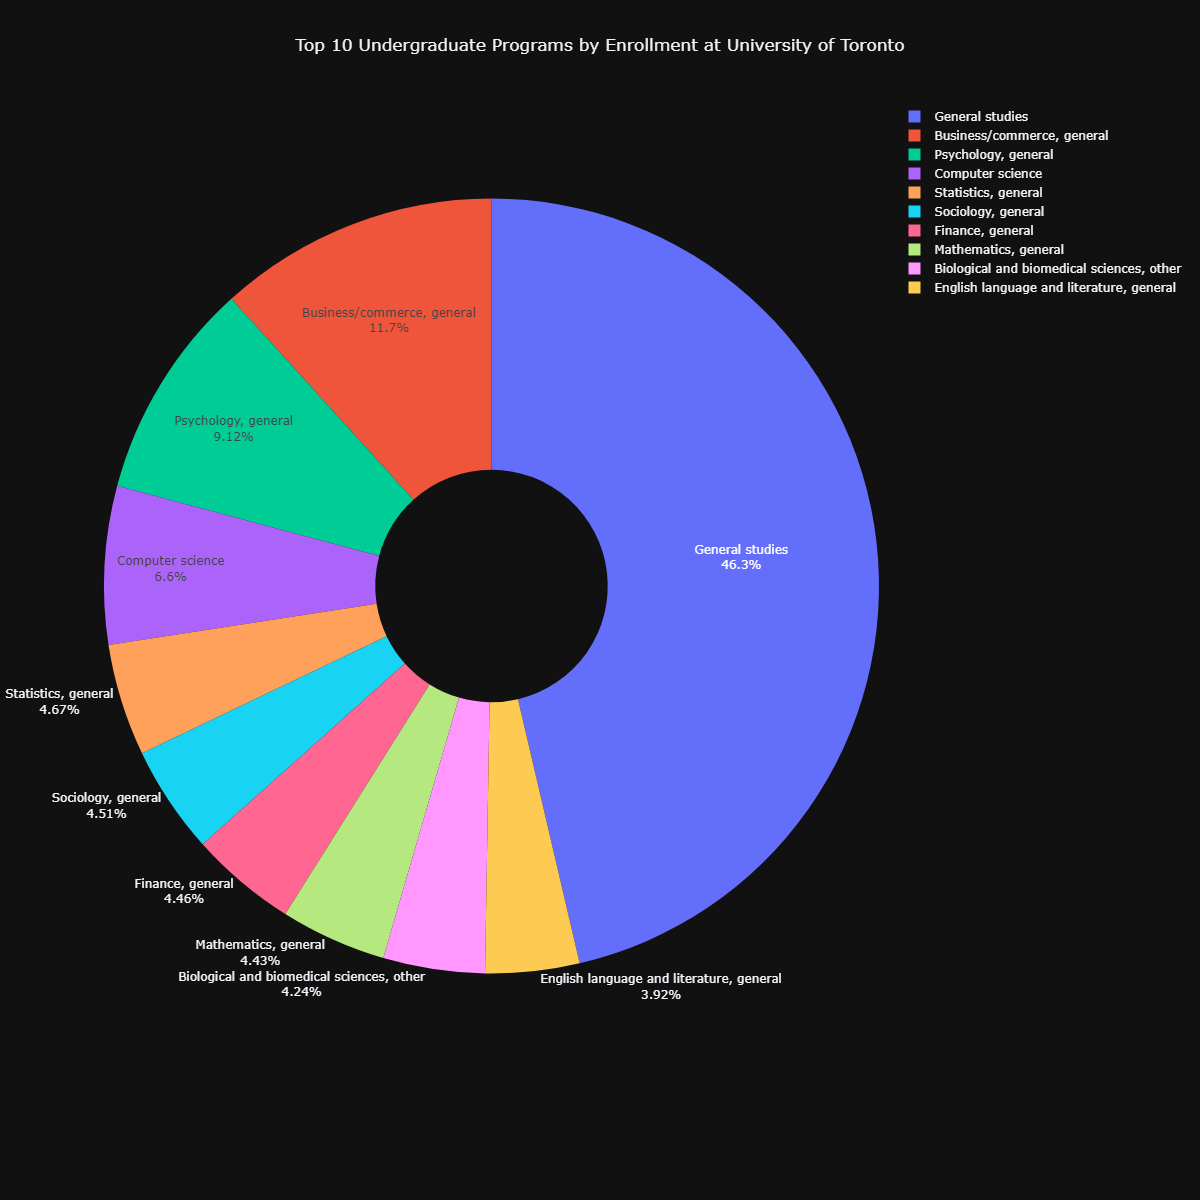 Top 10 Undergraduate Programs by Enrollment at University of Toronto
General studies
Business/commerce, general
Psychology, general
Computer science
Statistics, general
Sociology, general
Finance, general
Mathematics, general
Biological and biomedical sciences, other
English language and literature, general
Business/commerce, general
11.7%
Psychology, general
9.12%
General studies
46.3%
Computer science
6.6%
Statistics, general
4.67%
Sociology, general
4.51%
Finance, general
4.46%
Mathematics, general
4.43%
Biological and biomedical sciences, other
4.24%
English language and literature, general
3.92%